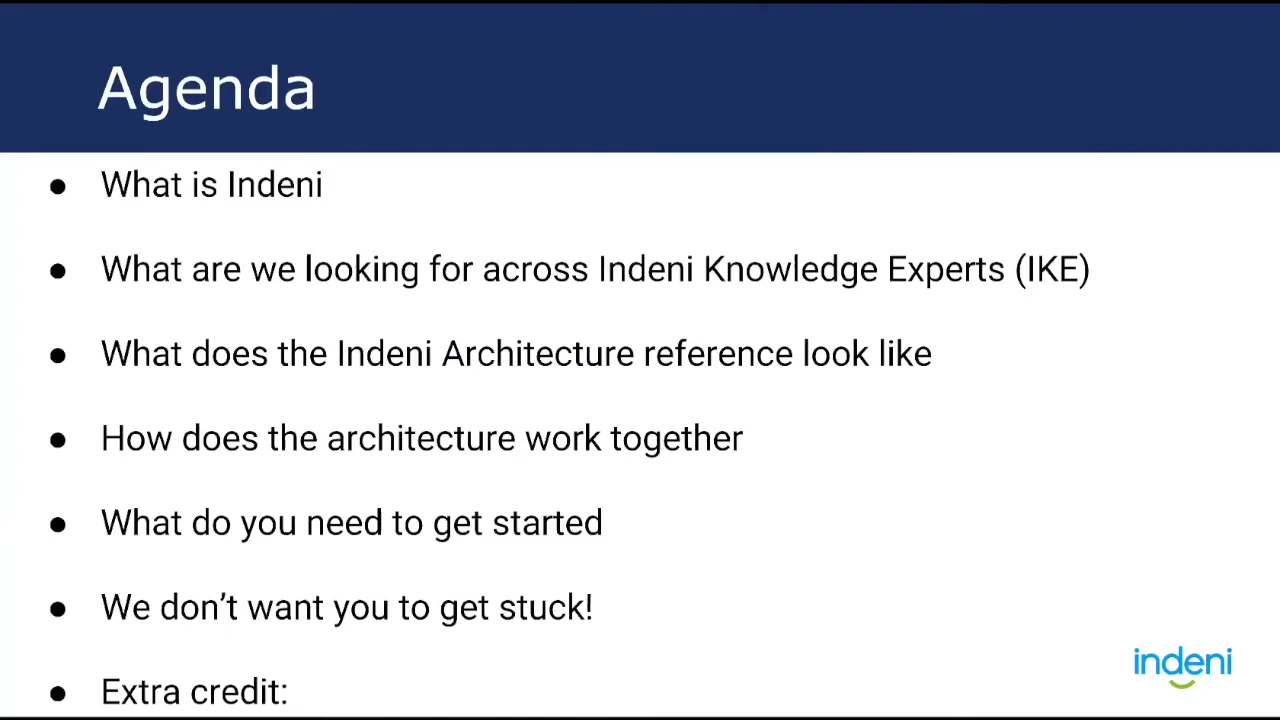 Agenda
● What is Indeni
● What are we looking for across Indeni Knowledge Experts (IKE)
● What does the Indeni Architecture reference look like
● How does the architecture work together
● What do you need to get started
● We don’t want you to get stuck!
● Extra credit:
indeni